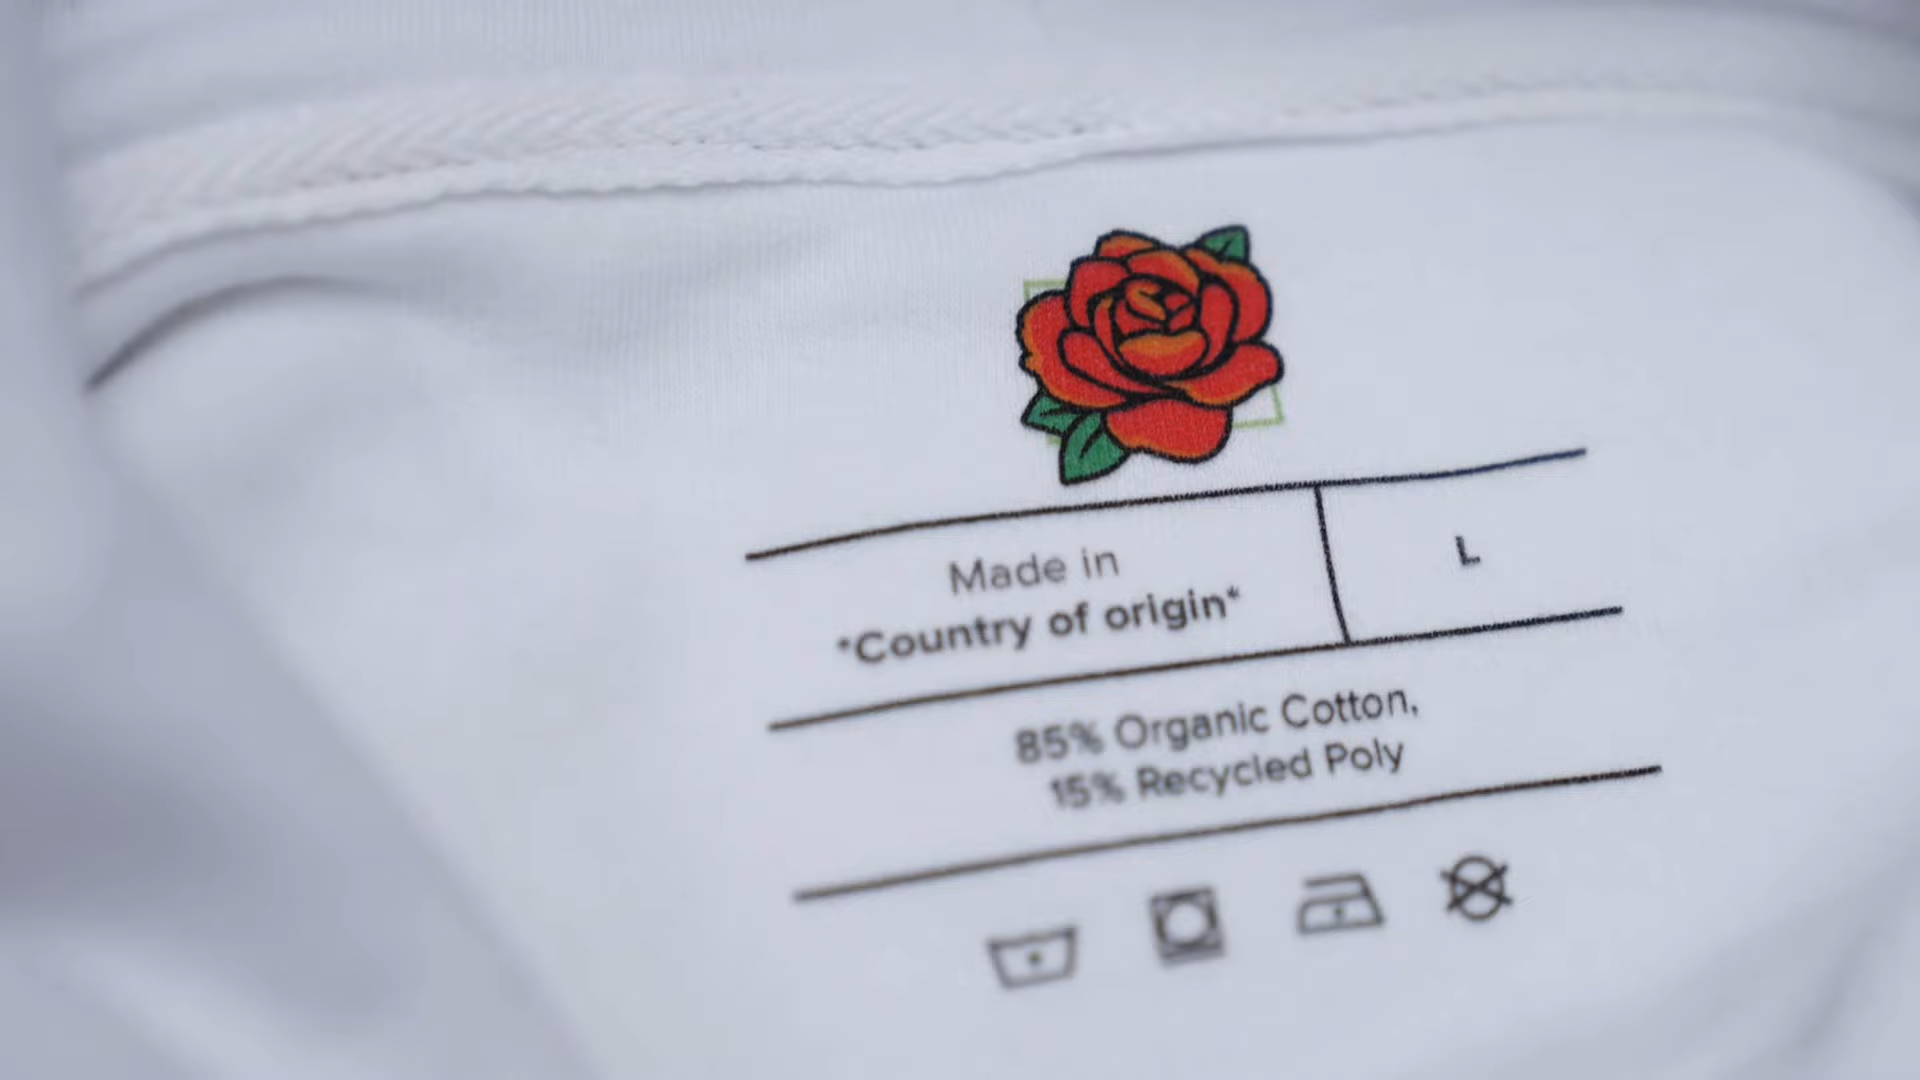 Made in
*Country of origin*
L
85% Organic Cotton,
15% Recycled Poly